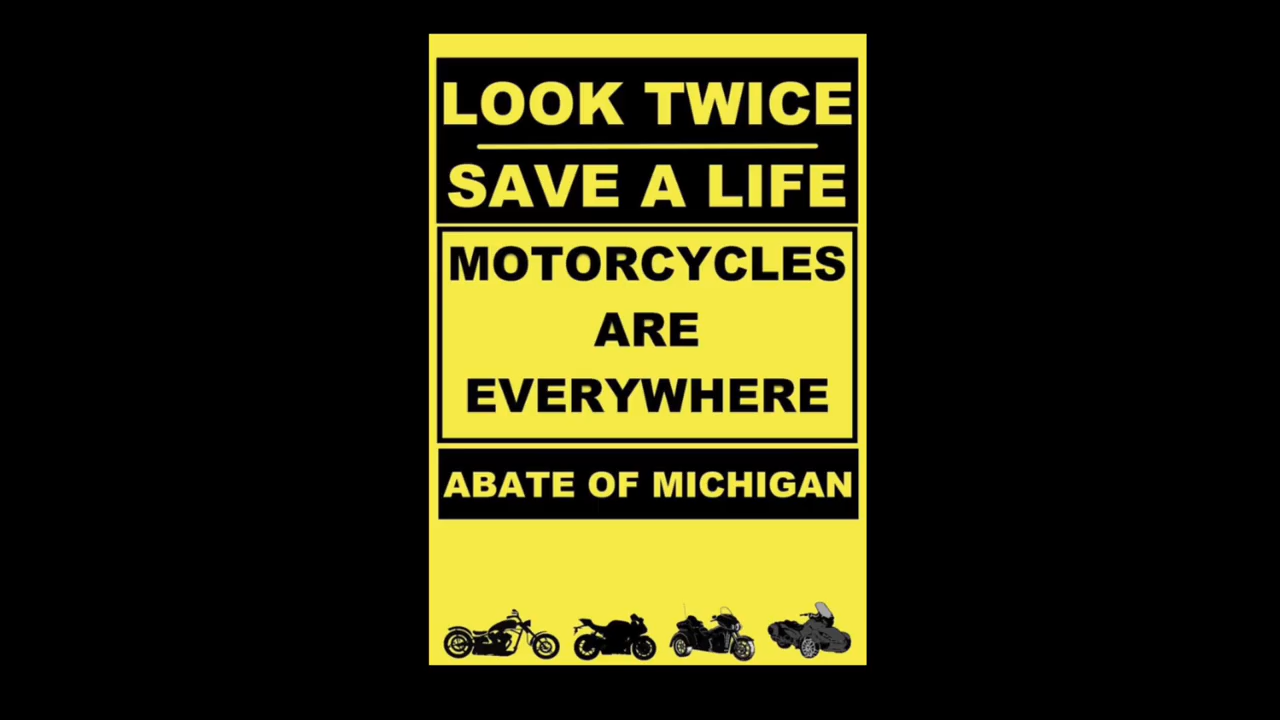 LOOK TWICE
SAVE A LIFE
MOTORCYCLES
ARE
EVERYWHERE
ABATE OF MICHIGAN